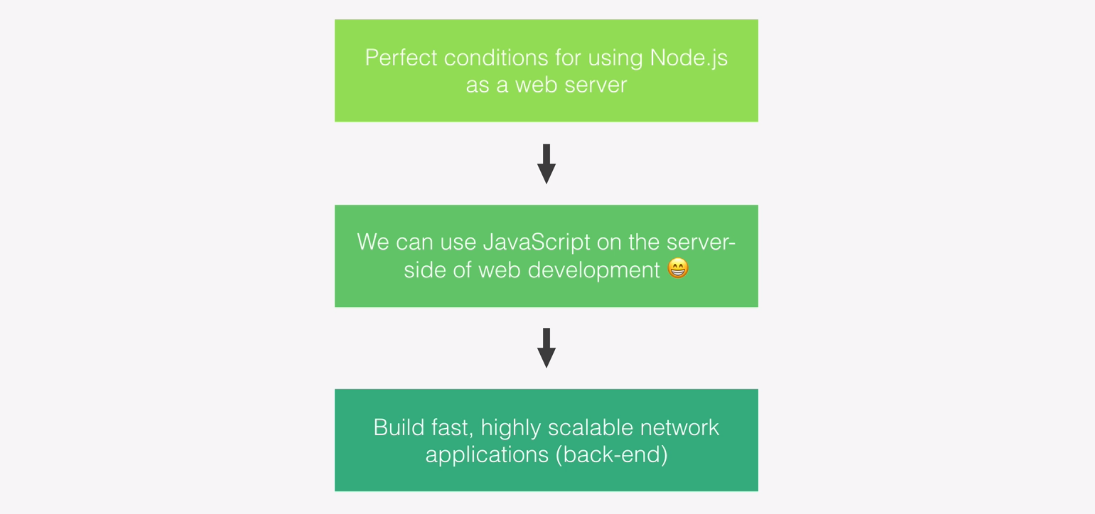 Perfect conditions for using Node.js
as a web server
We can use JavaScript on the server-
side of web development 😁
Build fast, highly scalable network
applications (back-end)